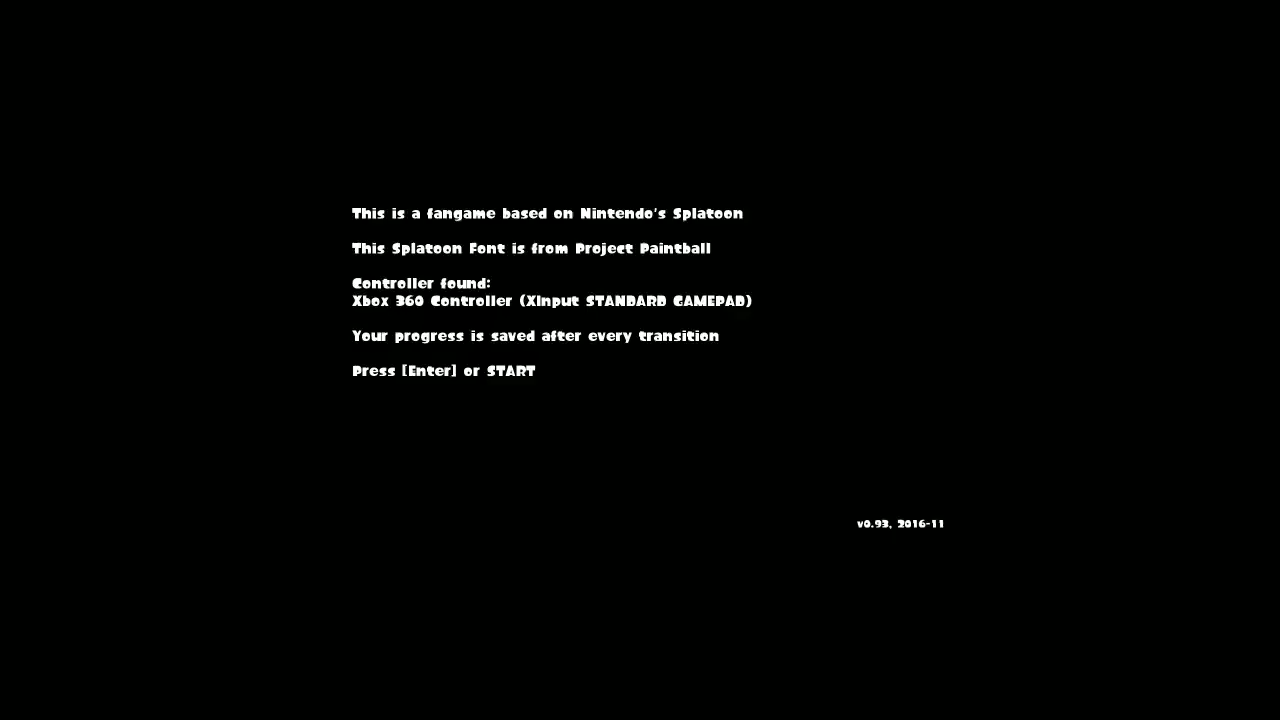 This is a fangame based on Nintendo's Splatoon
This Splatoon Font is from Project Paintball
Controller found:
Xbox 360 Controller (XInput STANDARD GAMEPAD)
Your progress is saved after every transition
Press [Enter] or START
v0.93, 2016-11